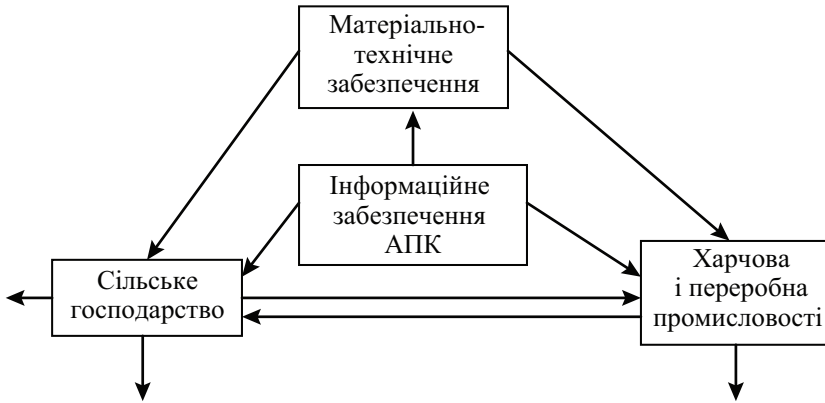 Матеріально-
технічне
забезпечення
Інформаційне
забезпечення
АПК
Сільське
господарство
Харчова
і переробна
промисловості